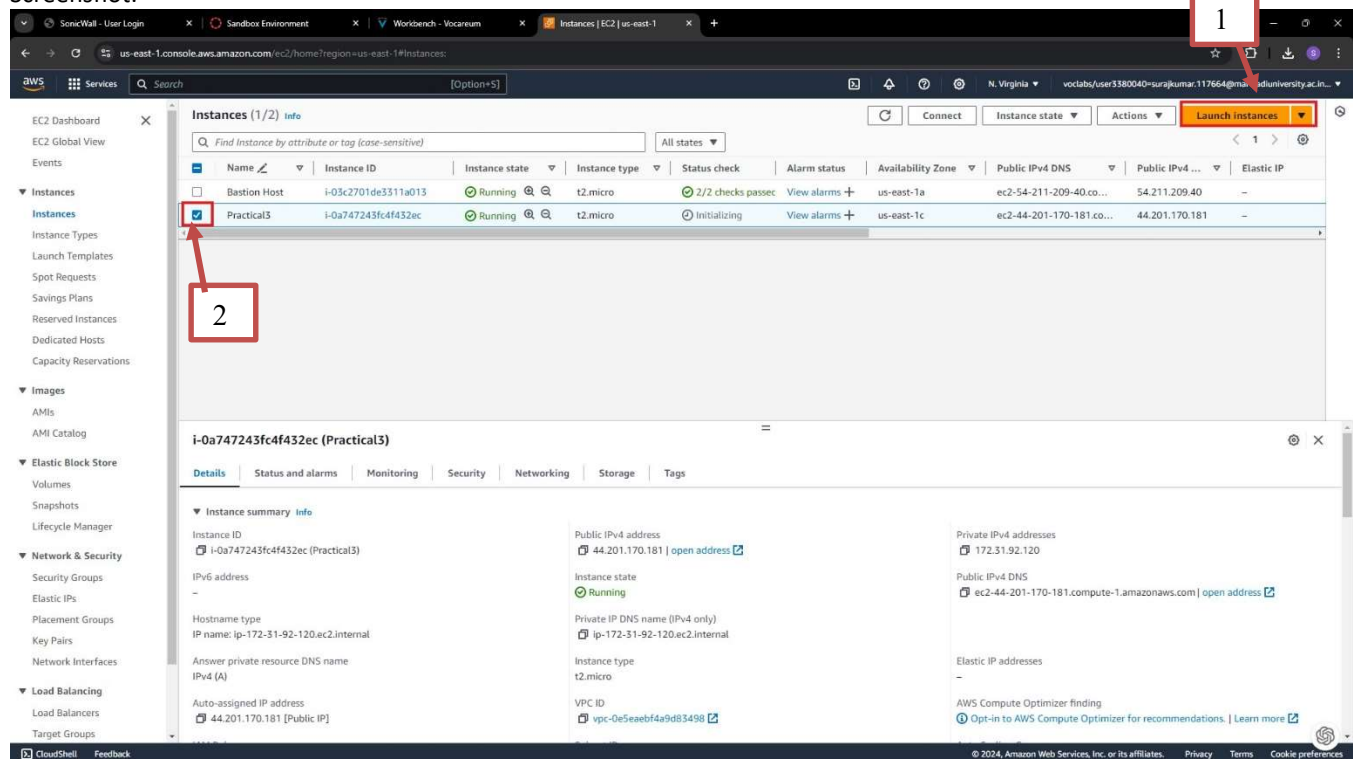 SonicWall - User Login
Sandbox Environment
Workbench - Vocareum
Instances | EC2 | us-east-1
1
us-east-1.console.aws.amazon.com/ec2/home?region=us-east-1#Instances:
aws Services Search [Option+S] N. Virginia
EC2 Dashboard
EC2 Global View
Events
Instances
Instances
Instance Types
Launch Templates
Spot Requests
Savings Plans
Reserved Instances
Dedicated Hosts
Capacity Reservations
Images
AMIs
AMI Catalog
Elastic Block Store
Volumes
Snapshots
Lifecycle Manager
Network & Security
Security Groups
Elastic IPs
Placement Groups
Key Pairs
Network Interfaces
Load Balancing
Load Balancers
Target Groups
Instances (1/2) Info
Connect Instance state Actions Launch instances
Find Instance by attribute or tag (case-sensitive) All states 1
Name Instance ID Instance state Instance type Status check Alarm status Availability Zone Public IPv4 DNS Public IPv4 ... Elastic IP
Bastion Host i-03c2701de3311a013 Running t2.micro 2/2 checks passec View alarms + us-east-1a ec2-54-211-209-40.co... 54.211.209.40 –
Practical3 i-0a747243fc4f432ec Running t2.micro Initializing View alarms + us-east-1c ec2-44-201-170-181.co... 44.201.170.181 –
2
i-0a747243fc4f432ec (Practical3)
Details Status and alarms Monitoring Security Networking Storage Tags
Instance summary Info
Instance ID
i-0a747243fc4f432ec (Practical3)
Public IPv4 address
44.201.170.181 | open address
Private IPv4 addresses
172.31.92.120
IPv6 address
–
Instance state
Running
Public IPv4 DNS
ec2-44-201-170-181.compute-1.amazonaws.com | open address
Hostname type
IP name: ip-172-31-92-120.ec2.internal
Private IP DNS name (IPv4 only)
ip-172-31-92-120.ec2.internal
Answer private resource DNS name
IPv4 (A)
Instance type
t2.micro
Elastic IP addresses
–
Auto-assigned IP address
44.201.170.181 [Public IP]
VPC ID
vpc-0e5eaebf4a9d83498
AWS Compute Optimizer finding
Opt-in to AWS Compute Optimizer for recommendations. | Learn more
CloudShell Feedback © 2024, Amazon Web Services, Inc. or its affiliates. Privacy Terms Cookie preferences